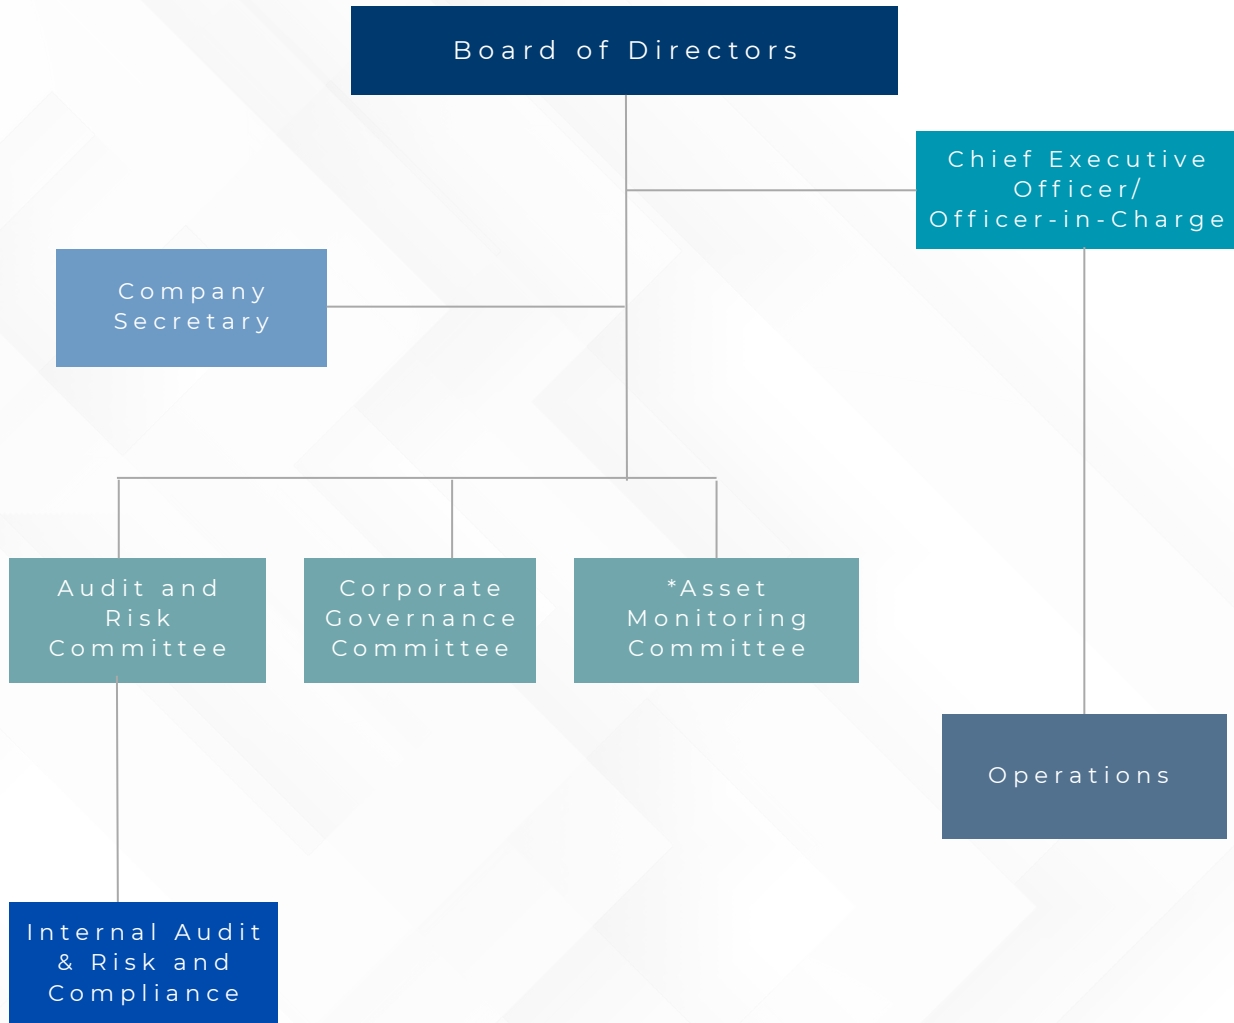 Board of Directors
Chief Executive
Officer/
Officer-in-Charge
Company
Secretary
Audit and
Risk
Committee
Corporate
Governance
Committee
*Asset
Monitoring
Committee
Operations
Internal Audit
& Risk and
Compliance